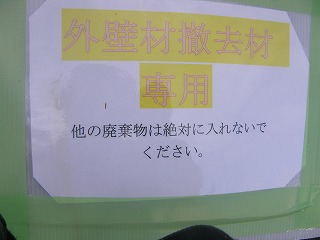 外壁材撤去材
専用
他の廃棄物は絶対に入れないで
ください。